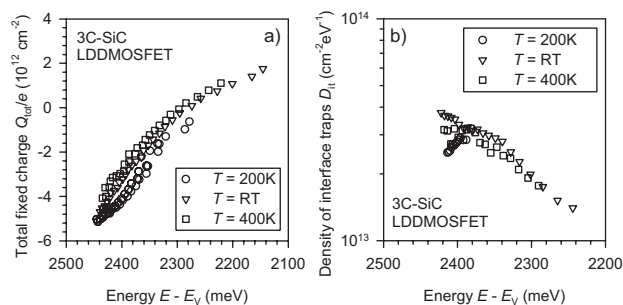 3C-SiC
LDDMOSFET
a)
Total fixed charge Q_tot/e (10^12 cm^-2)
4
2
0
-2
-4
-6
T = 200K
T = RT
T = 400K
2500
2400
2300
2200
2100
Energy E - E_V (meV)
b)
10^14
T = 200K
T = RT
T = 400K
Density of interface traps D_it (cm^-2eV^-1)
3C-SiC
LDDMOSFET
10^13
2500
2400
2300
2200
Energy E - E_V (meV)